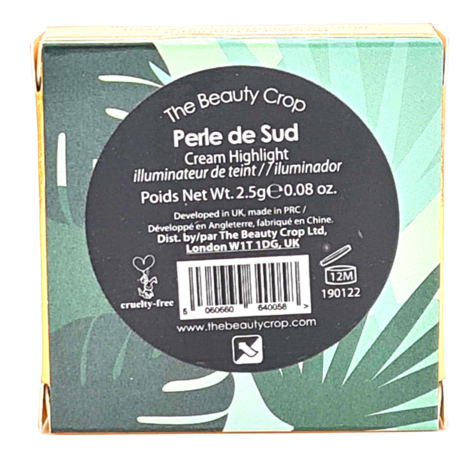 The Beauty Crop
Perle de Sud
Cream Highlight
illuminateur de teint//iluminador
Poids Net Wt. 2.5g℮0.08 oz.
Developed in UK, made in PRC /
Développé en Angleterre, fabriqué en Chine.
Dist. by/par The Beauty Crop Ltd,
London W1T 1DG, UK
cruelty-free
12M
190122
5 060660 640058 >
www.thebeautycrop.com